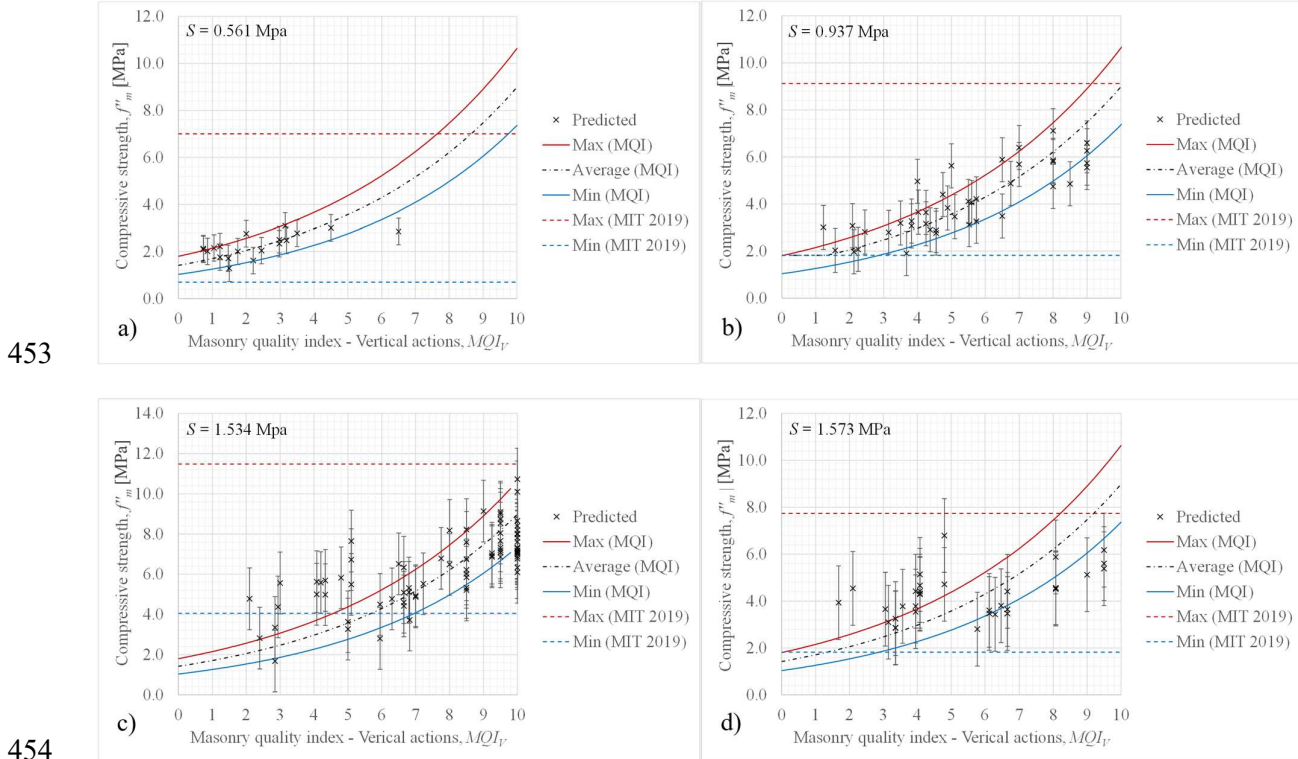 S = 0.561 Mpa
Compressive strength, f''m [MPa]
12.0
10.0
8.0
6.0
4.0
2.0
0.0
0 1 2 3 4 5 6 7 8 9 10
Masonry quality index - Vertical actions, MQIV
a)
Predicted
Max (MQI)
Average (MQI)
Min (MQI)
Max (MIT 2019)
Min (MIT 2019)
S = 0.937 Mpa
Compressive strength, f''m [MPa]
12.0
10.0
8.0
6.0
4.0
2.0
0.0
0 1 2 3 4 5 6 7 8 9 10
Masonry quality index - Vertical actions, MQIV
b)
Predicted
Max (MQI)
Average (MQI)
Min (MQI)
Max (MIT 2019)
Min (MIT 2019)
453
S = 1.534 Mpa
Compressive strength, f''m [MPa]
14.0
12.0
10.0
8.0
6.0
4.0
2.0
0.0
0 1 2 3 4 5 6 7 8 9 10
Masonry quality index - Verical actions, MQIV
c)
Predicted
Max (MQI)
Average (MQI)
Min (MQI)
Max (MIT 2019)
Min (MIT 2019)
S = 1.573 MPa
Compressive strength, f''m | [MPa]
12.0
10.0
8.0
6.0
4.0
2.0
0.0
0 1 2 3 4 5 6 7 8 9 10
Masonry quality index - Verical actions, MQIV
d)
Predicted
Max (MQI)
Average (MQI)
Min (MQI)
Max (MIT 2019)
Min (MIT 2019)
454